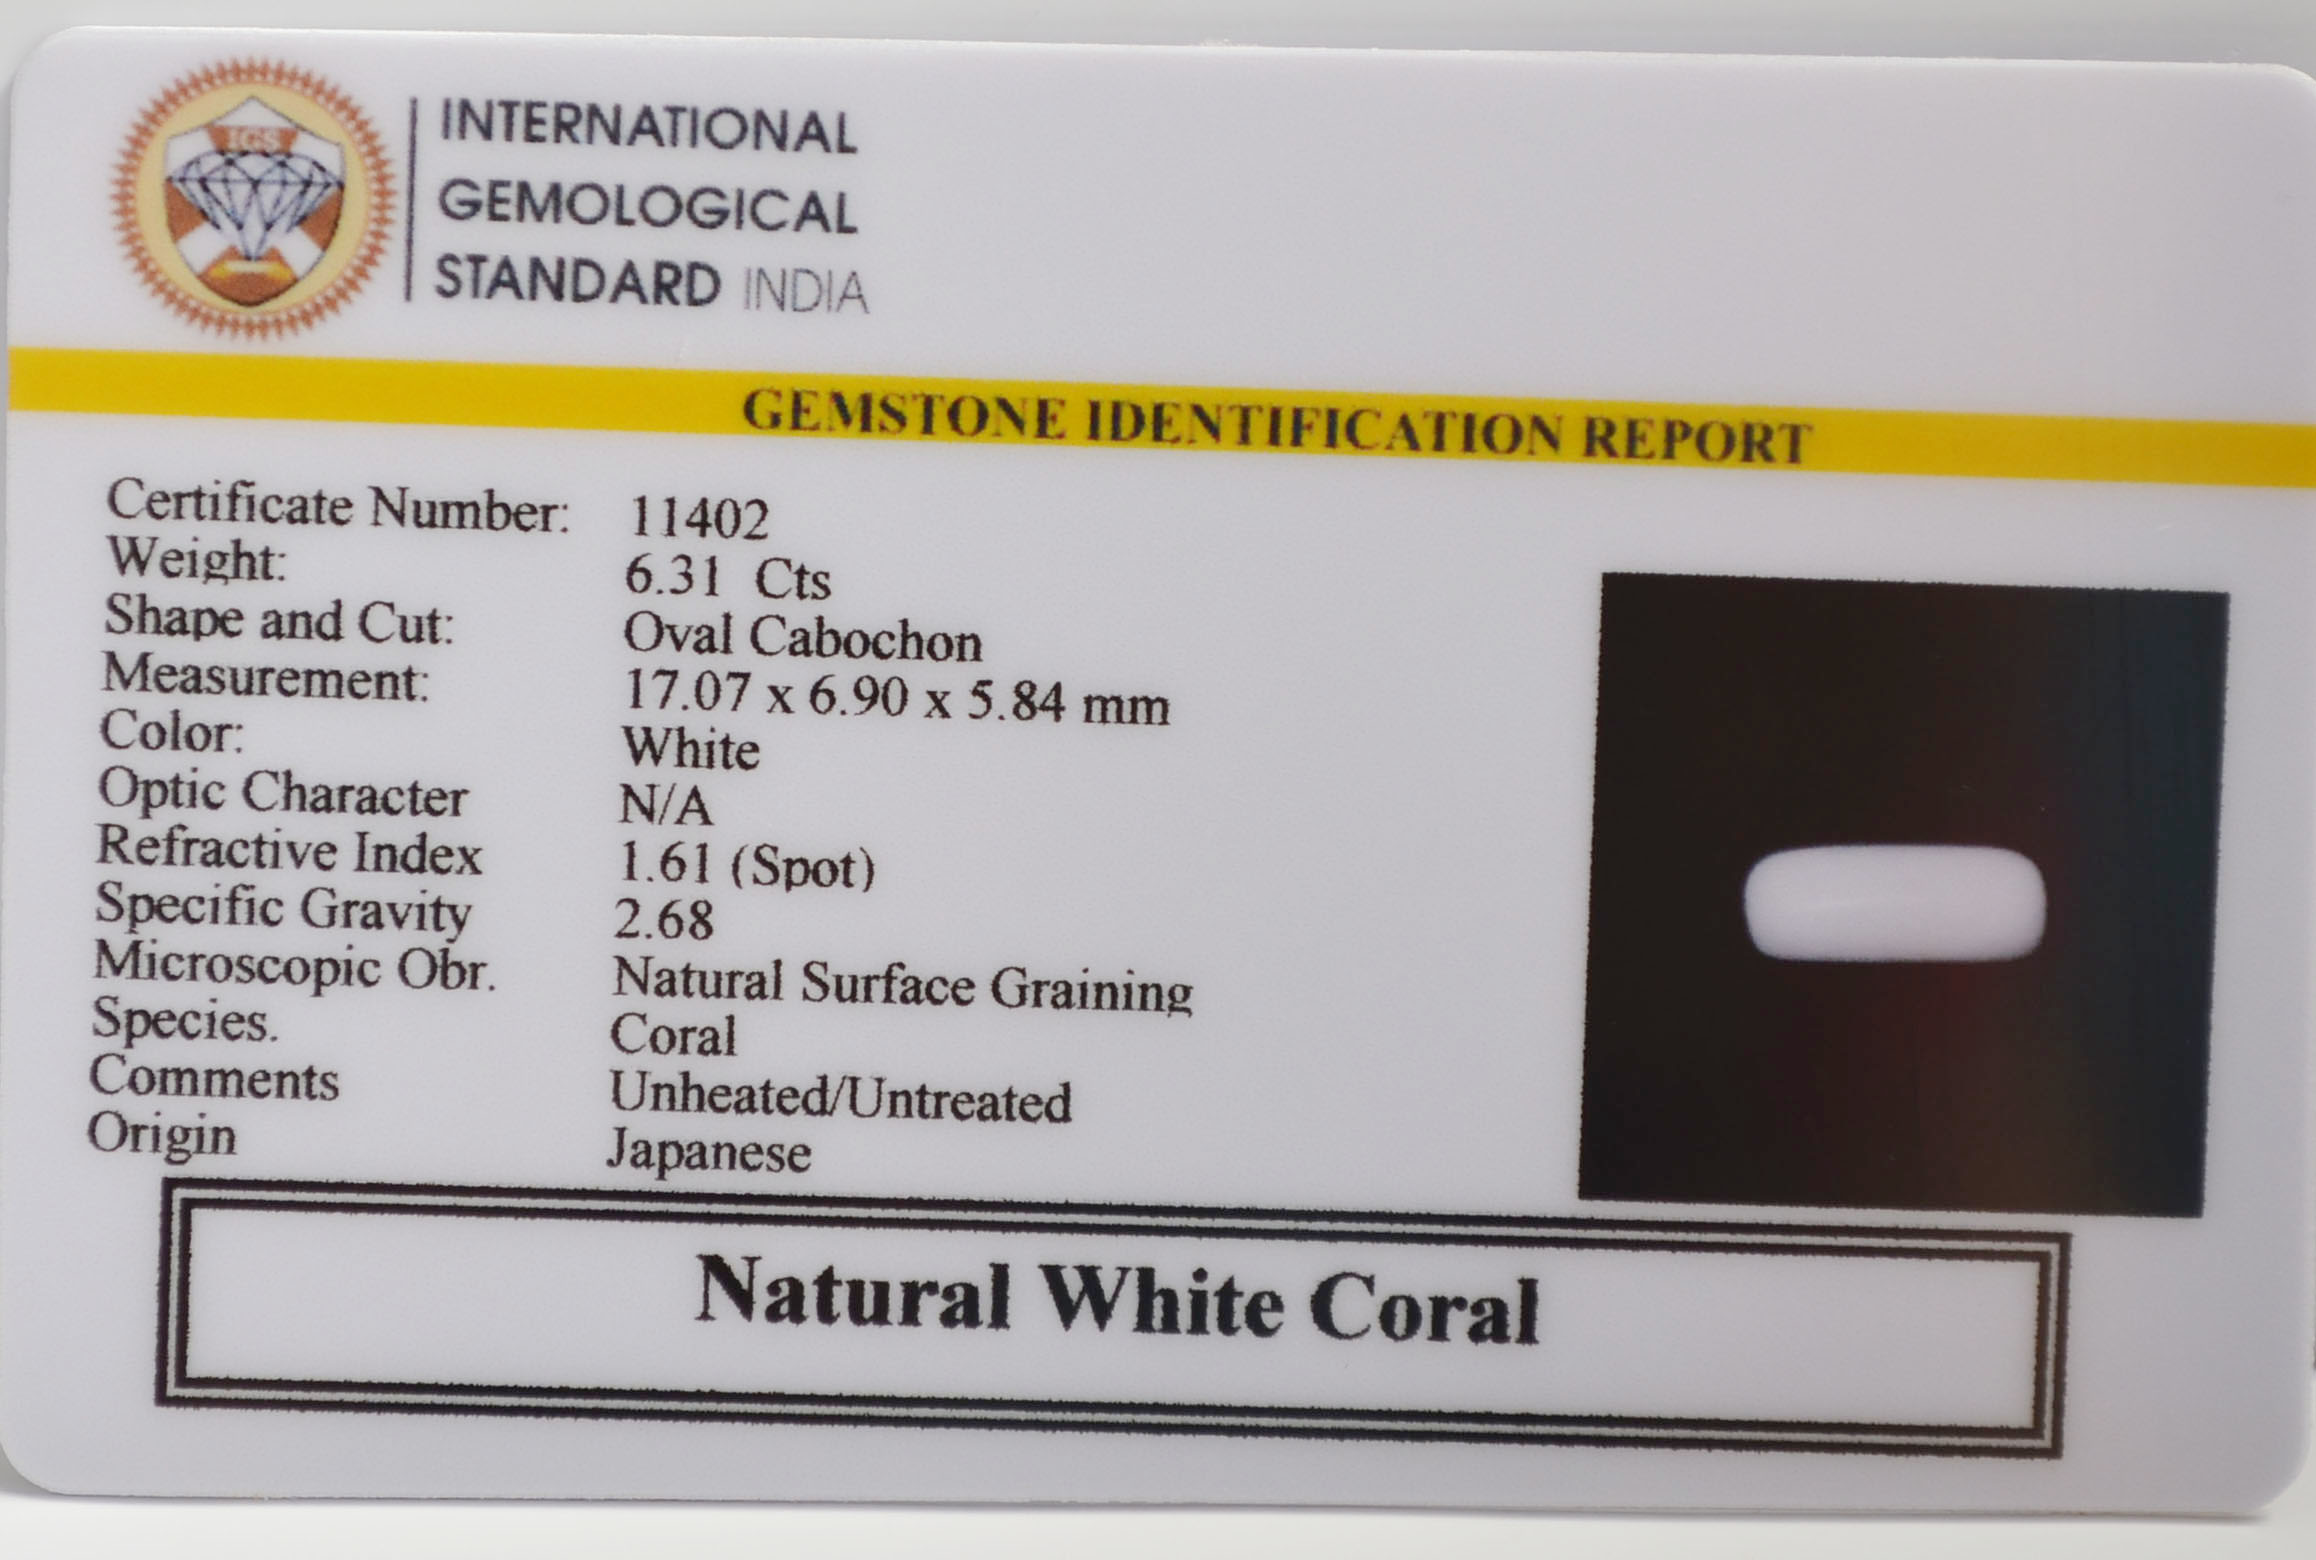 IGS
INTERNATIONAL
GEMOLOGICAL
STANDARD INDIA
GEMSTONE IDENTIFICATION REPORT
Certificate Number: 11402
Weight: 6.31 Cts
Shape and Cut: Oval Cabochon
Measurement: 17.07 x 6.90 x 5.84 mm
Color: White
Optic Character N/A
Refractive Index 1.61 (Spot)
Specific Gravity 2.68
Microscopic Obr. Natural Surface Graining
Species. Coral
Comments Unheated/Untreated
Origin Japanese
Natural White Coral